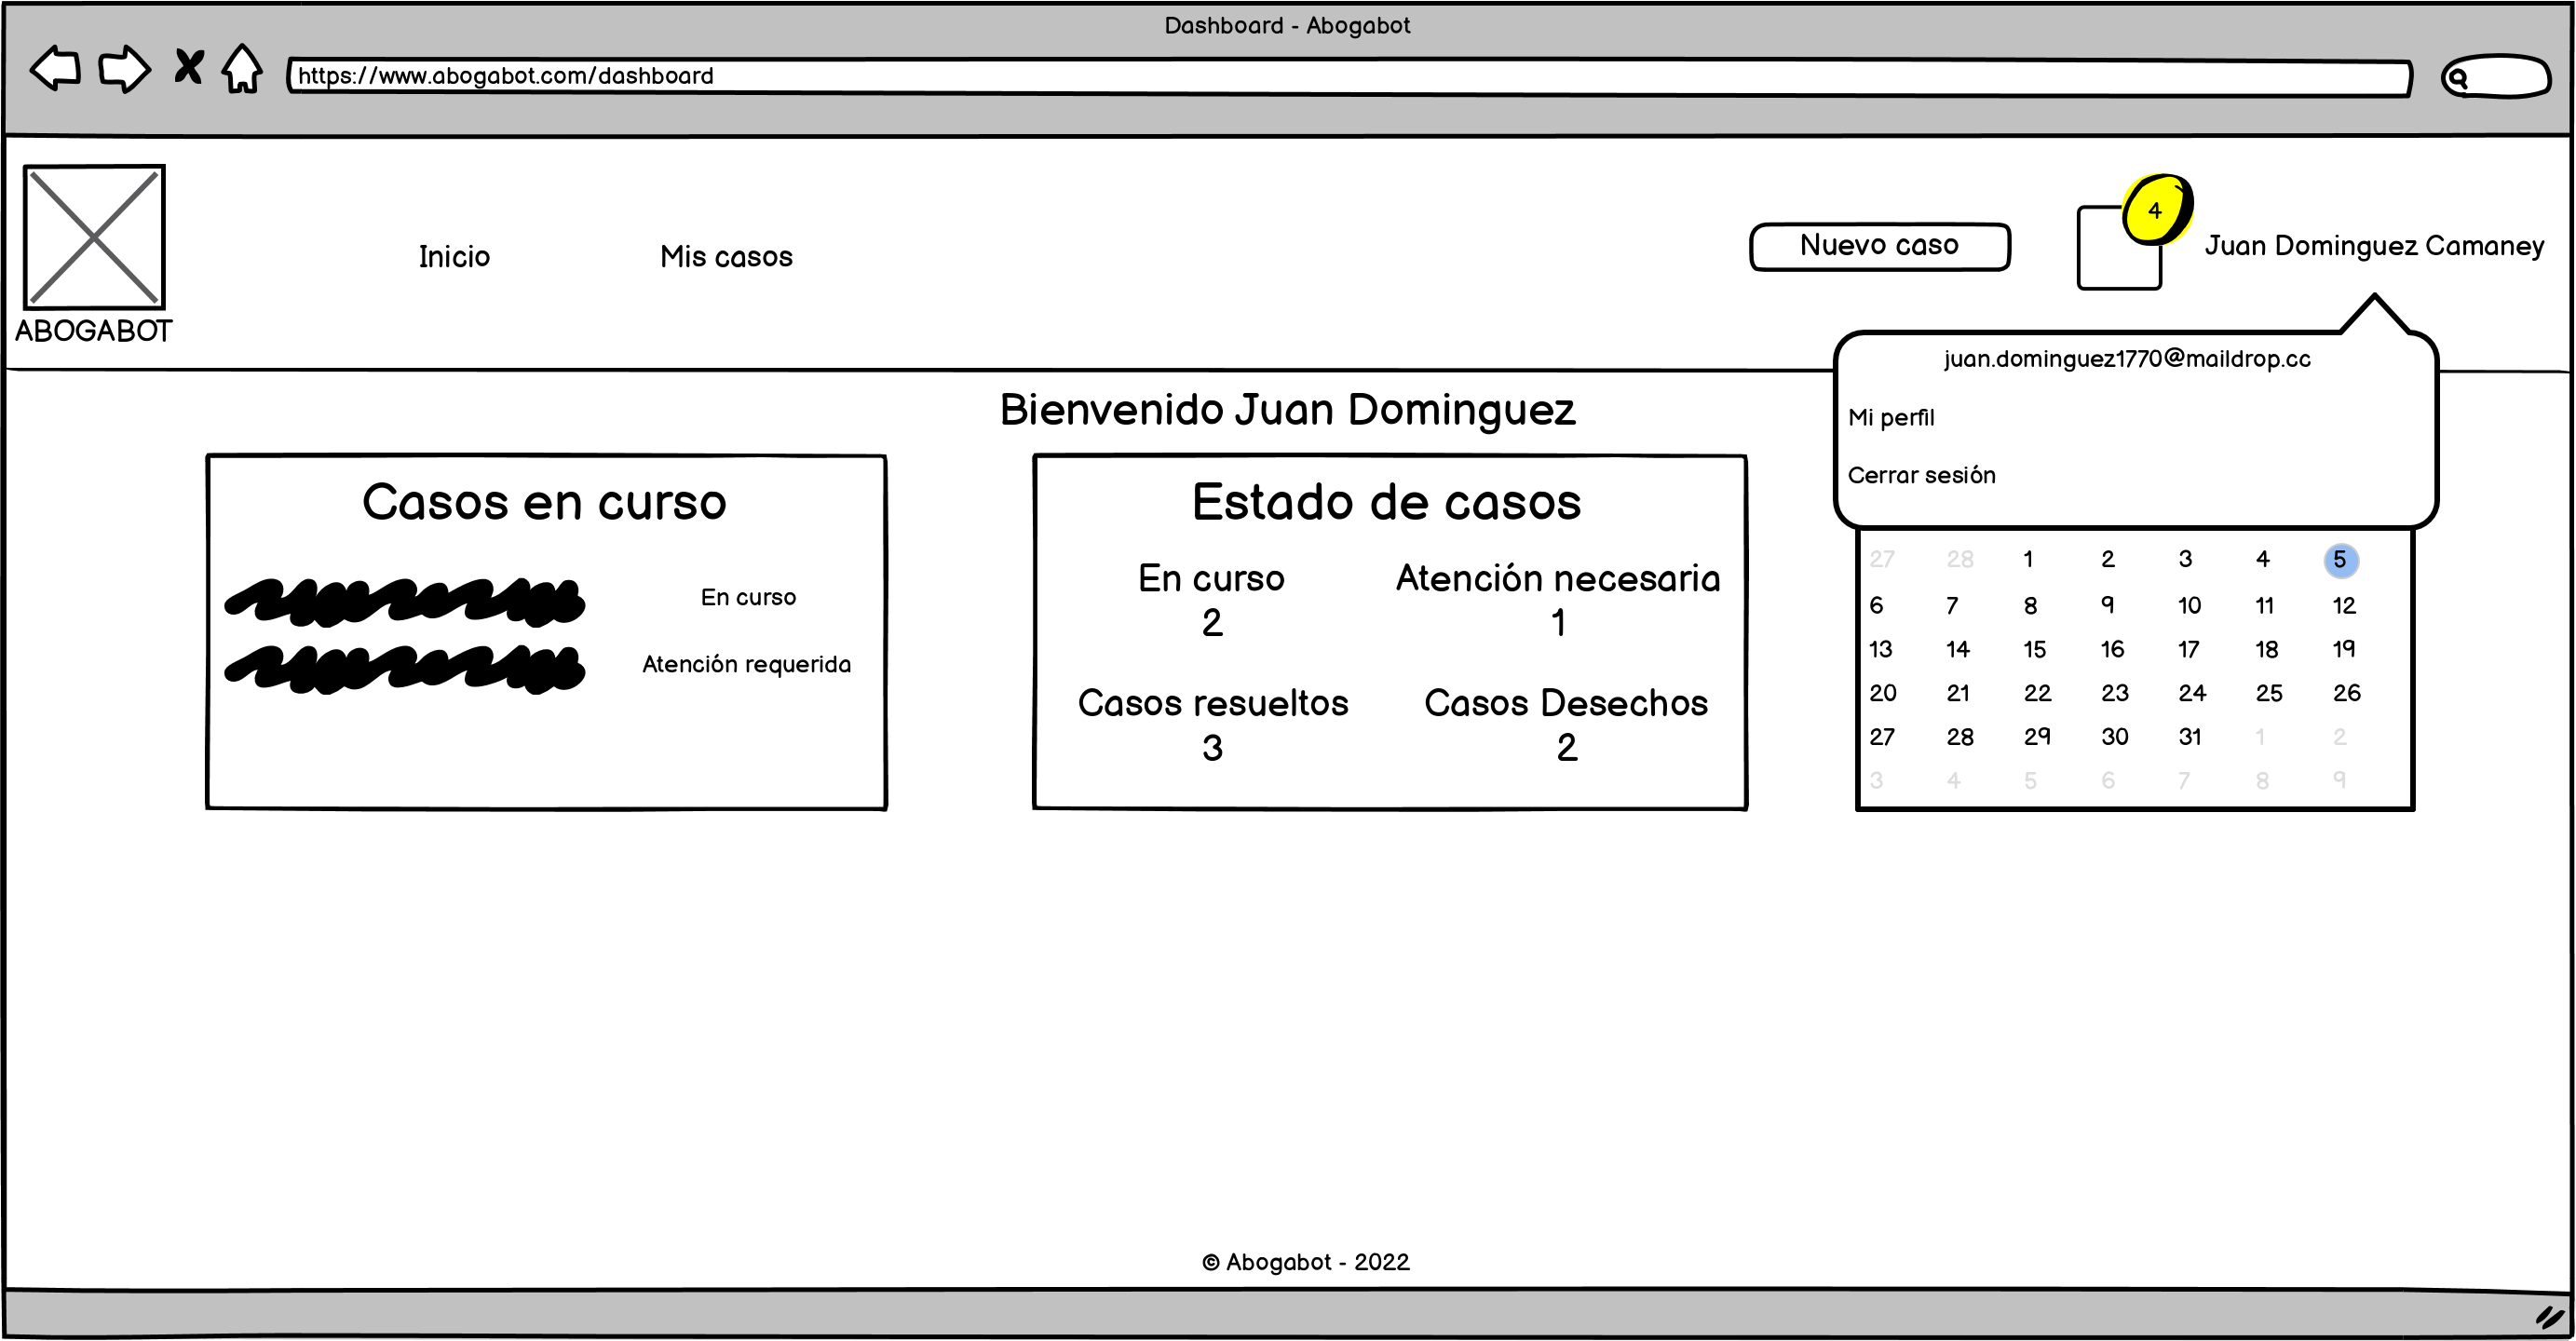 Dashboard - Abogabot
https://www.abogabot.com/dashboard
4
Inicio
Mis casos
Nuevo caso
Juan Dominguez Camaney
ABOGABOT
juan.dominguez1770@maildrop.cc
Mi perfil
Cerrar sesión
Bienvenido Juan Dominguez
Casos en curso
En curso
Atención requerida
Estado de casos
En curso
2
Atención necesaria
1
Casos resueltos
3
Casos Desechos
2
27 28 1 2 3 4 5
6 7 8 9 10 11 12
13 14 15 16 17 18 19
20 21 22 23 24 25 26
27 28 29 30 31 1 2
3 4 5 6 7 8 9
© Abogabot - 2022